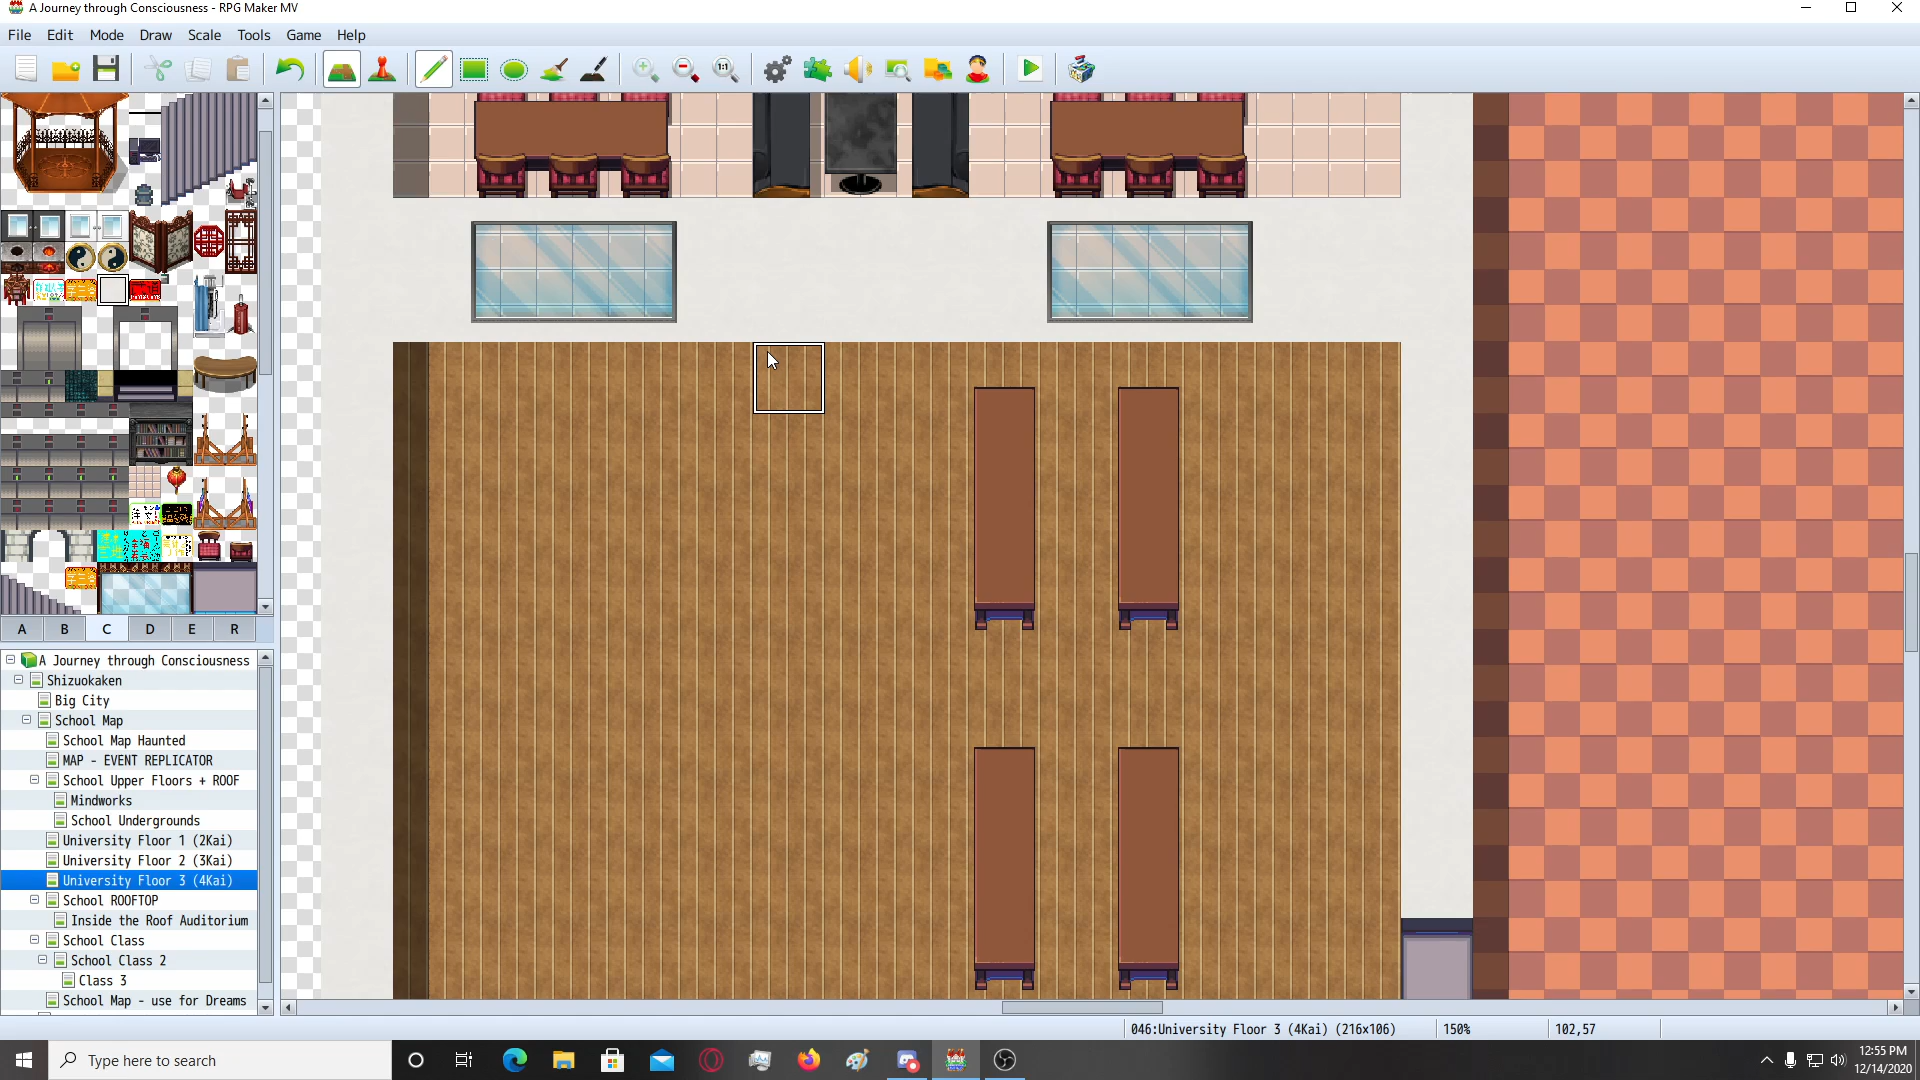 A Journey through Consciousness - RPG Maker MV
File Edit Mode Draw Scale Tools Game Help
1:1
A B C D E R
A Journey through Consciousness
Shizuokaken
Big City
School Map
School Map Haunted
MAP - EVENT REPLICATOR
School Upper Floors + ROOF
Mindworks
School Undergrounds
University Floor 1 (2Kai)
University Floor 2 (3Kai)
University Floor 3 (4Kai)
School ROOFTOP
Inside the Roof Auditorium
School Class
School Class 2
Class 3
School Map - use for Dreams
046:University Floor 3 (4Kai) (216x106) 150% 102,57
Type here to search
12:55 PM
12/14/2020